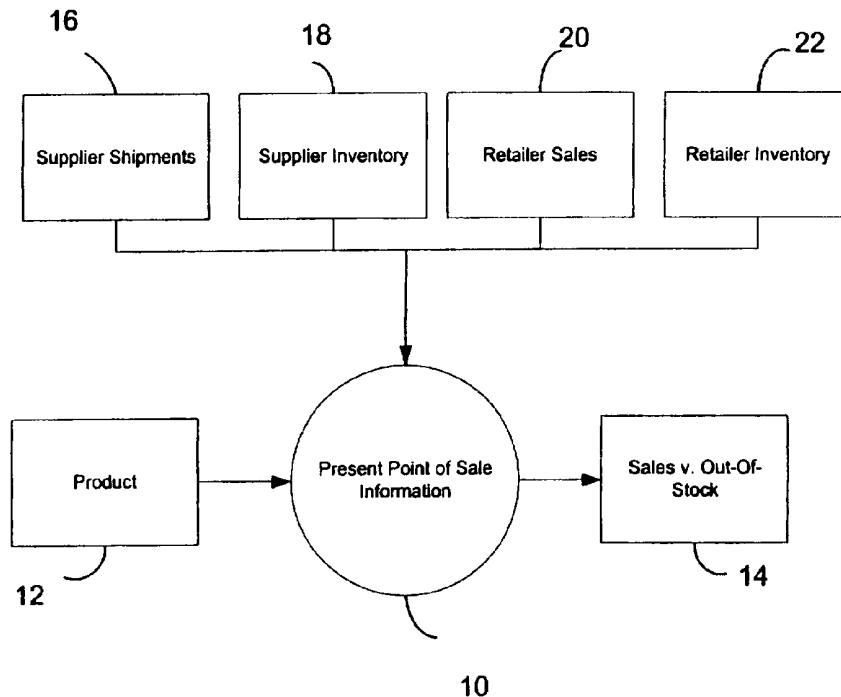 16
18
20
22
Supplier Shipments
Supplier Inventory
Retailer Sales
Retailer Inventory
Product
Present Point of Sale
Information
Sales v. Out-Of-
Stock
12
14
10